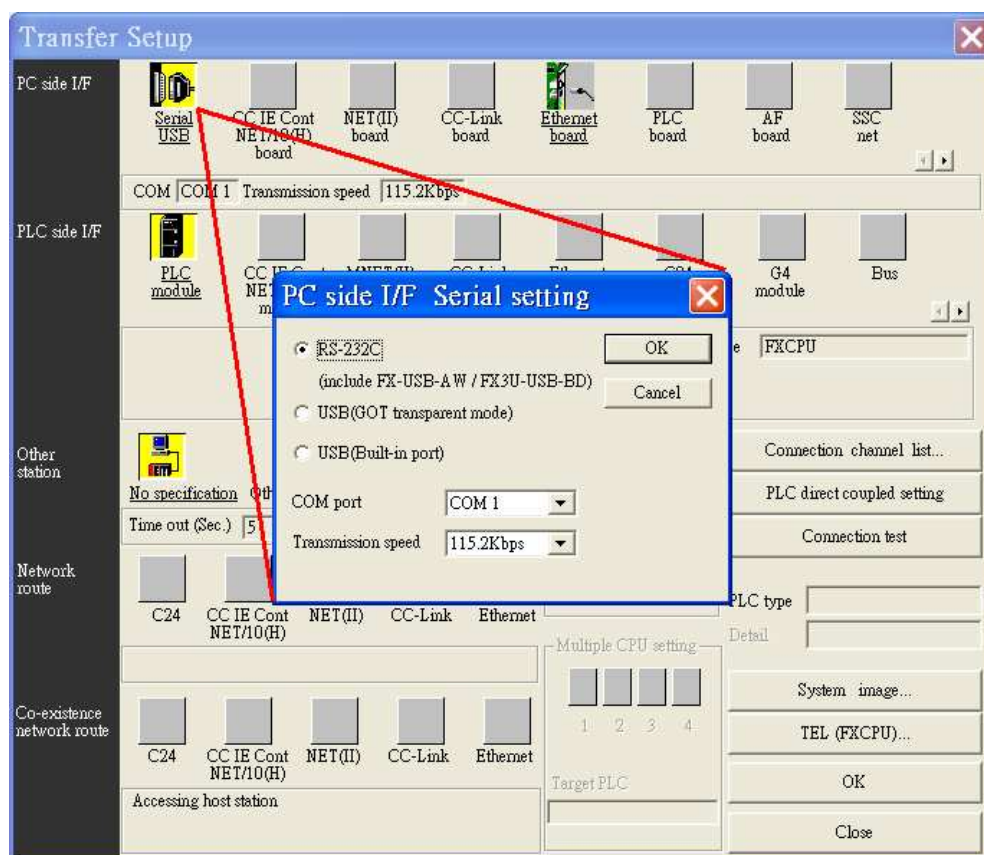 Transfer Setup
PC side I/F
Serial
USB
CC IE Cont
NET/10(H)
board
NET(II)
board
CC-Link
board
Ethernet
board
PLC
board
AF
board
SSC
net
COM COM 1 Transmission speed 115.2Kbps
PLC side I/F
PLC
module
G4
module
Bus
FXCPU
PC side I/F Serial setting
RS-232C
(include FX-USB-AW / FX3U-USB-BD)
USB(GOT transparent mode)
USB(Built-in port)
COM port COM 1
Transmission speed 115.2Kbps
OK
Cancel
Other
station
No specification
Time out (Sec.) 5
Connection channel list...
PLC direct coupled setting
Connection test
Network
route
C24
CC IE Cont
NET/10(H)
NET(II)
CC-Link
Ethernet
PLC type
Detail
Multiple CPU setting
1 2 3 4
Target PLC
System image...
TEL (FXCPU)...
OK
Close
Co-existence
network route
C24
CC IE Cont
NET/10(H)
NET(II)
CC-Link
Ethernet
Accessing host station